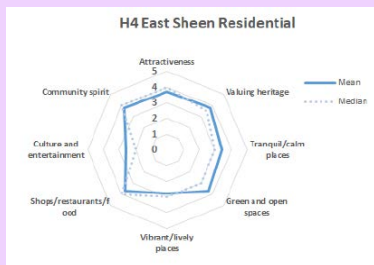 H4 East Sheen Residential
Attractiveness
5
4
3
2
1
0
Community spirit
Valuing heritage
Mean
Median
Culture and
entertainment
Tranquil/calm
places
Shops/restaurants/f
ood
Green and open
spaces
Vibrant/lively
places